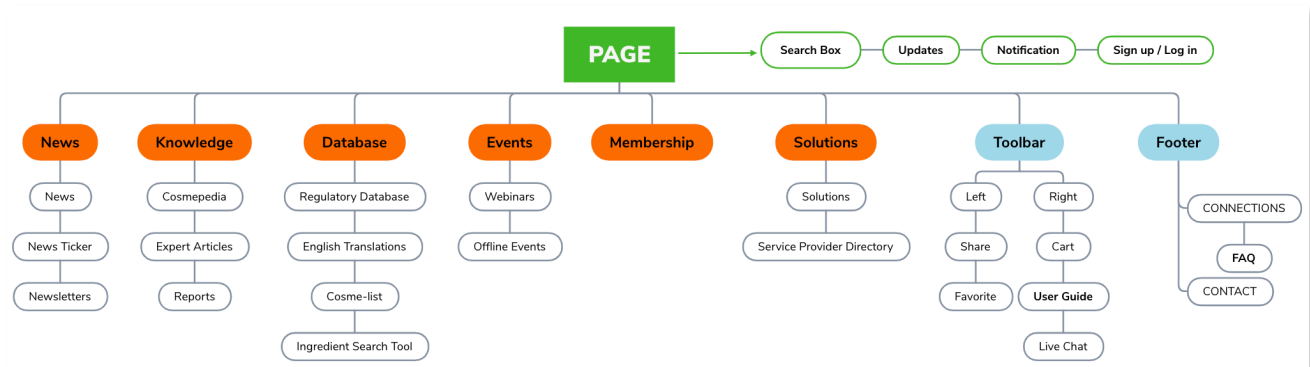 PAGE
Search Box
Updates
Notification
Sign up / Log in
News
Knowledge
Database
Events
Membership
Solutions
Toolbar
Footer
News
News Ticker
Newsletters
Cosmepedia
Expert Articles
Reports
Regulatory Database
English Translations
Cosme-list
Ingredient Search Tool
Webinars
Offline Events
Solutions
Service Provider Directory
Left
Share
Favorite
Right
Cart
User Guide
Live Chat
CONNECTIONS
FAQ
CONTACT